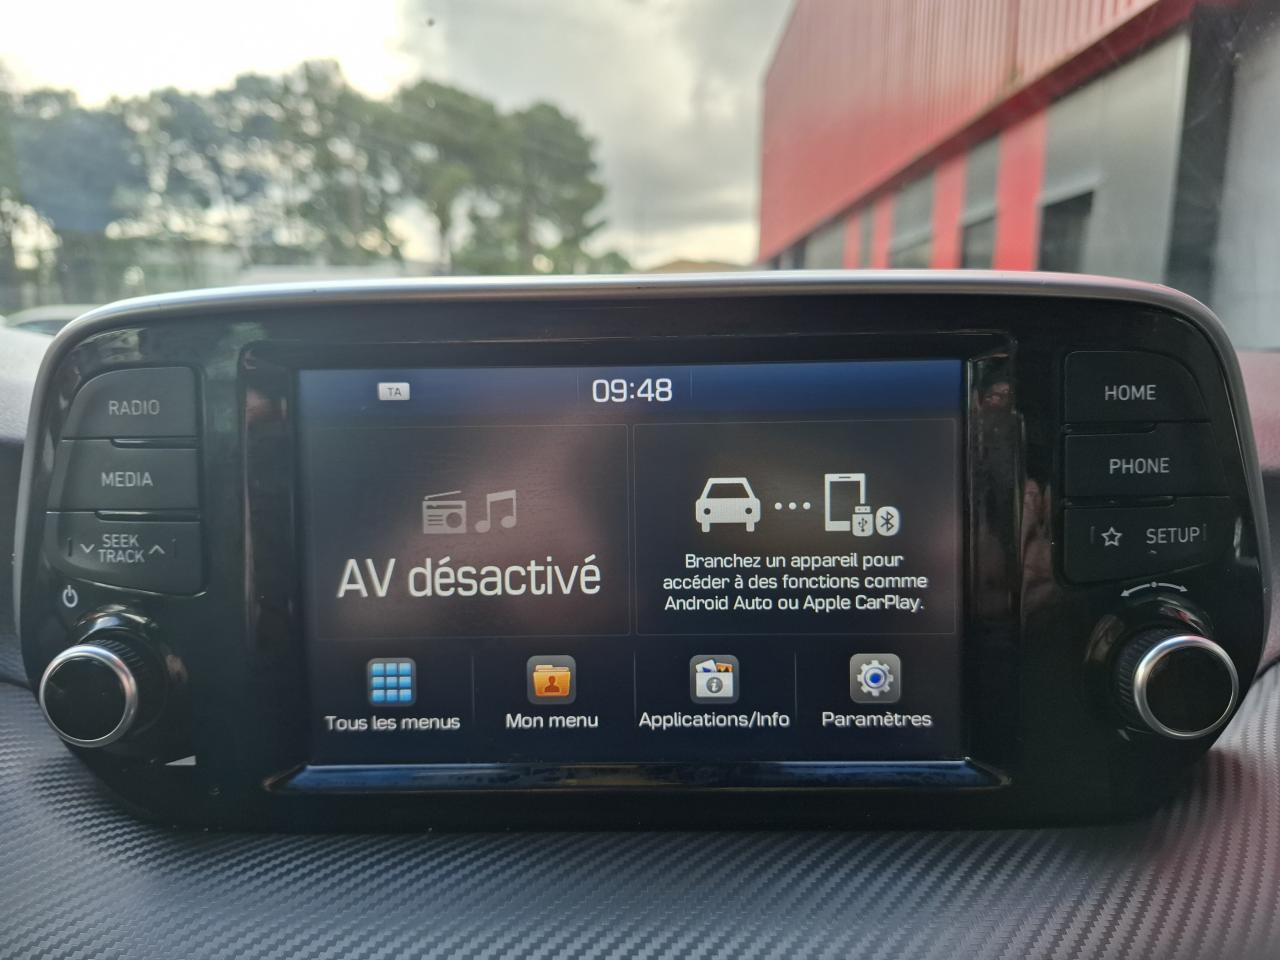 TA
09:48
RADIO
MEDIA
SEEK
TRACK
HOME
PHONE
SETUP
AV désactivé
Branchez un appareil pour
accéder à des fonctions comme
Android Auto ou Apple CarPlay.
Tous les menus
Mon menu
Applications/Info
Paramètres